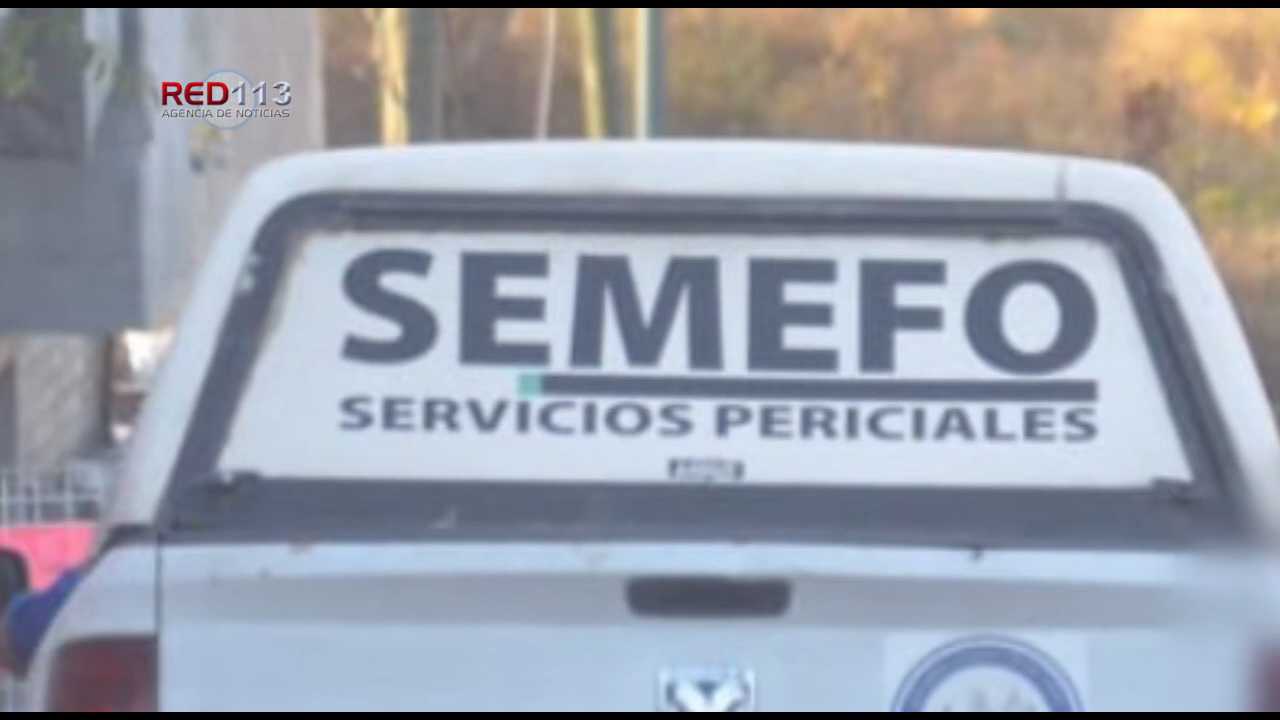 RED113
AGENCIA DE NOTICIAS
SEMEFO
SERVICIOS PERICIALES